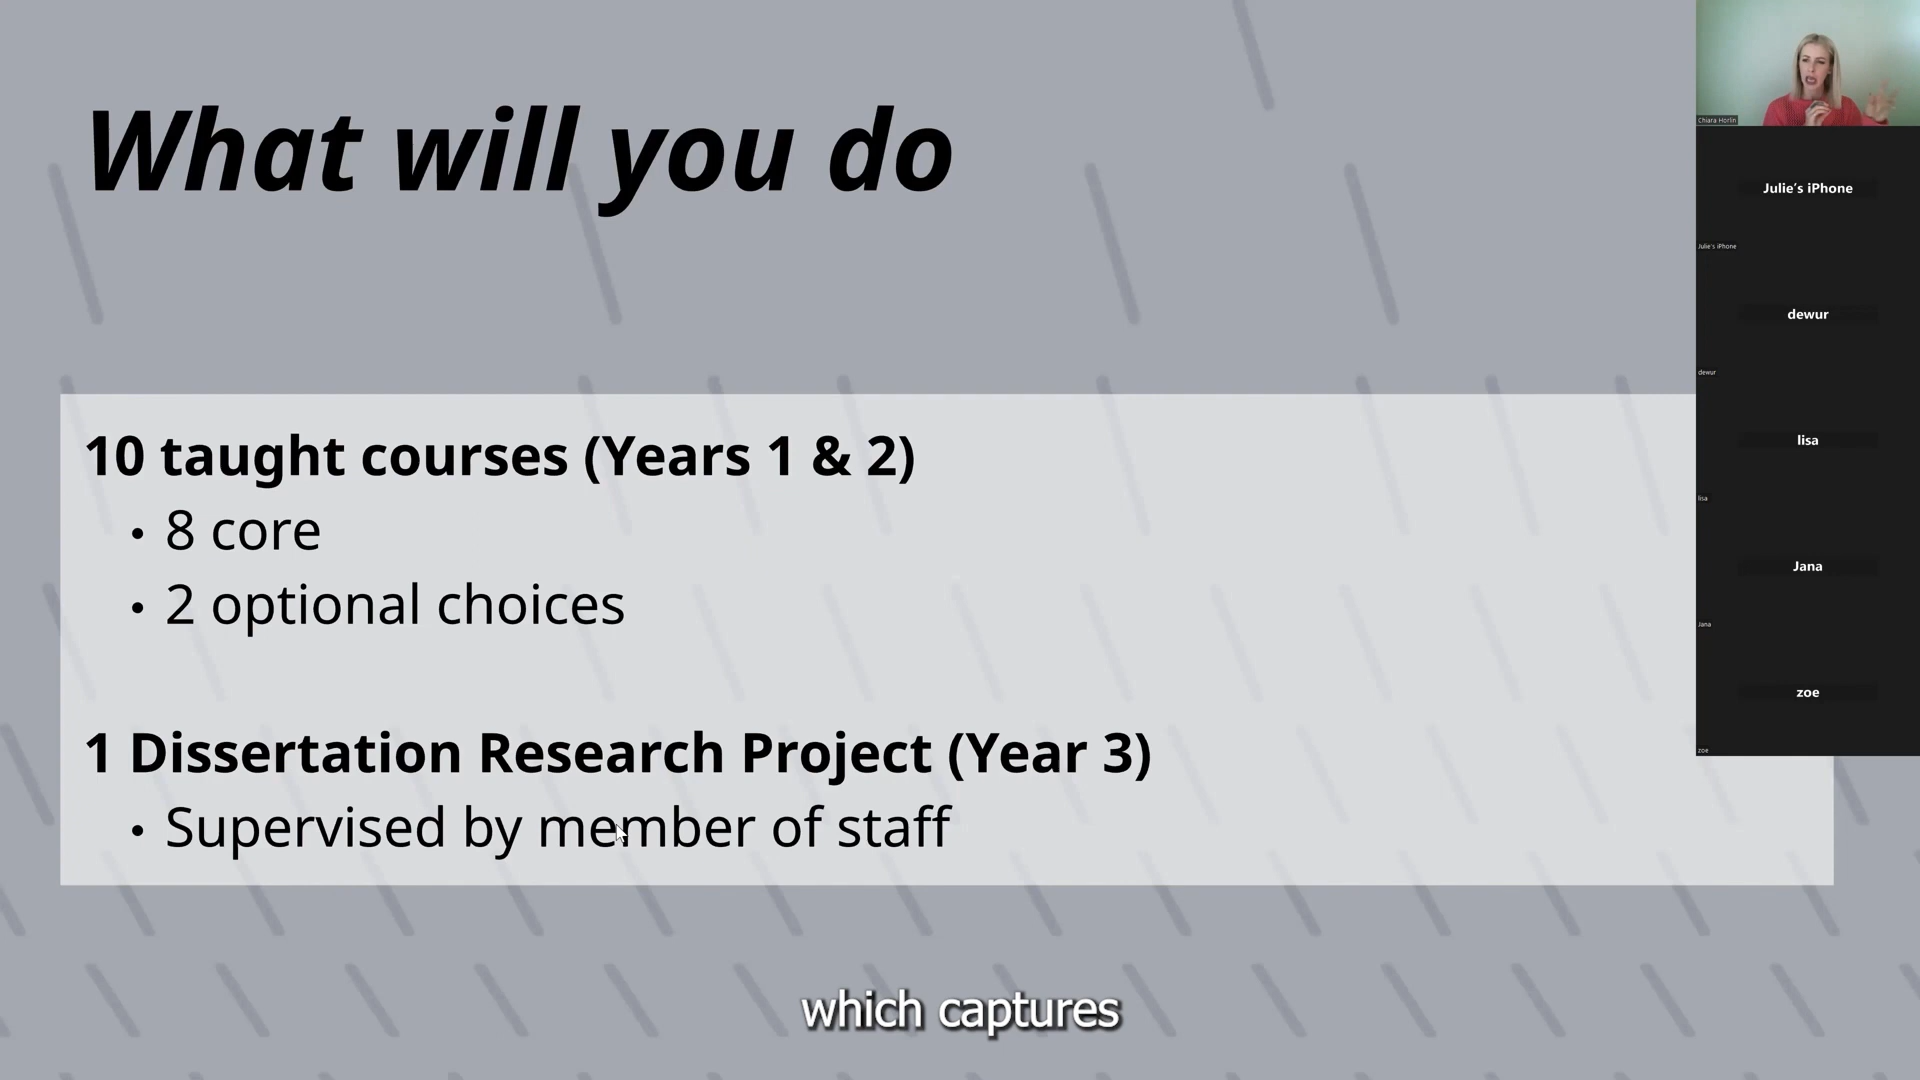 What will you do
10 taught courses (Years 1 & 2)
• 8 core
• 2 optional choices
1 Dissertation Research Project (Year 3)
• Supervised by member of staff
which captures
Chiara Horlin
Julie's iPhone
Julie's iPhone
dewur
dewur
lisa
lisa
Jana
Jana
zoe
zoe